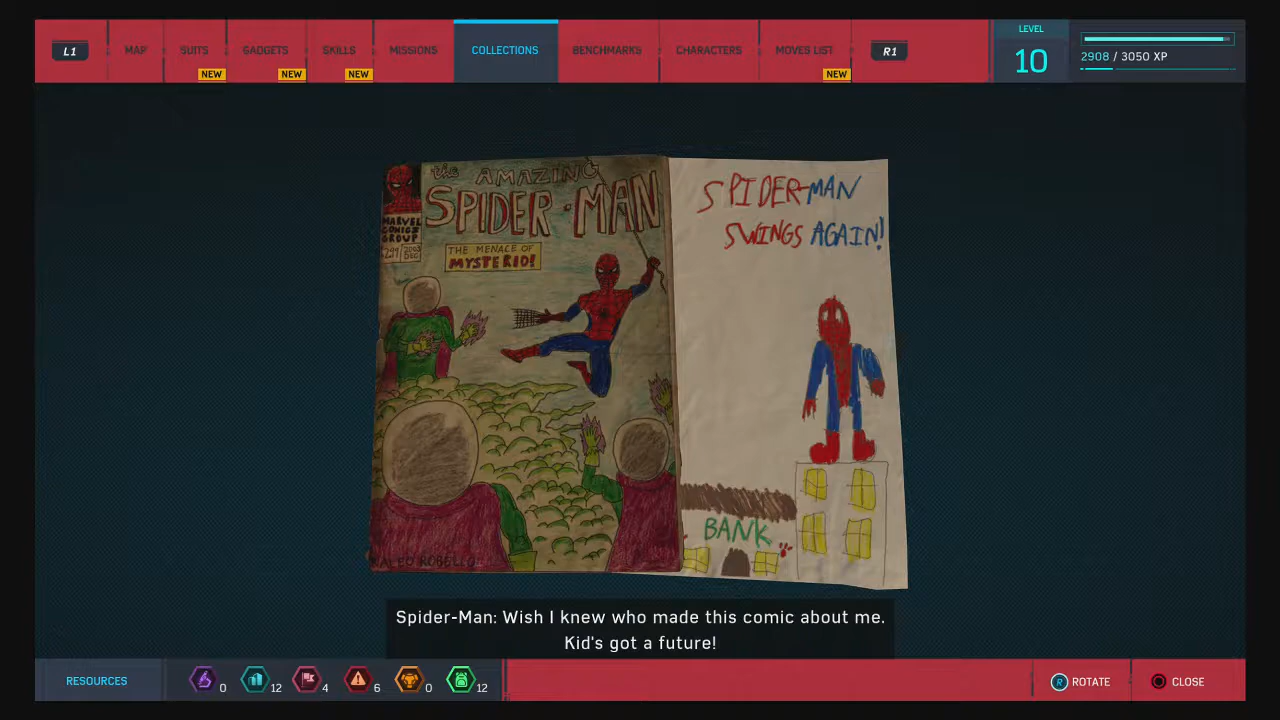 L1 MAP SUITS GADGETS SKILLS MISSIONS COLLECTIONS BENCHMARKS CHARACTERS MOVES LIST R1
NEW NEW NEW NEW
LEVEL
10
2908 / 3050 XP
the AMAZING
SPIDER-MAN
MARVEL
COMICS
GROUP
THE MENACE OF
MYSTERIO!
SPIDER-MAN
SWINGS AGAIN!
BANK
Spider-Man: Wish I knew who made this comic about me.
Kid's got a future!
RESOURCES 0 12 4 6 0 12
R ROTATE CLOSE